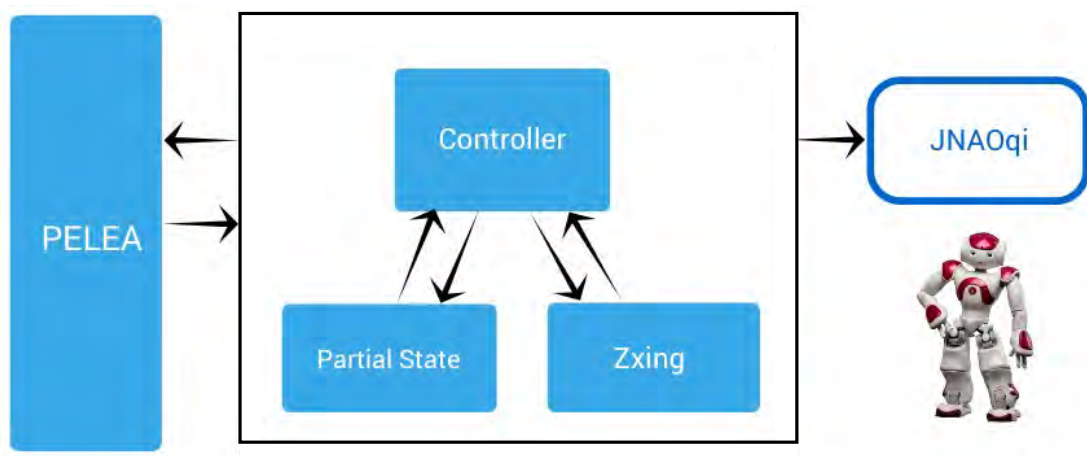 PELEA
Controller
Partial State
Zxing
JNAOqi